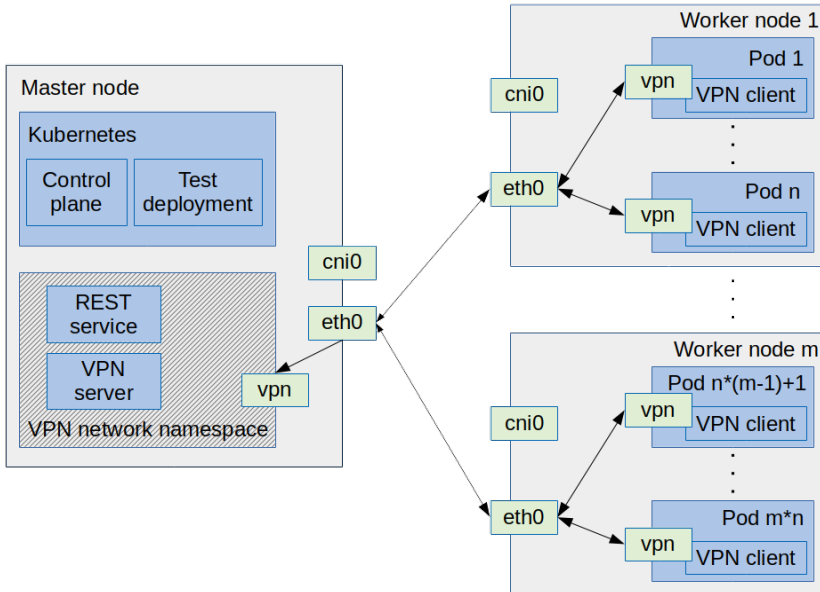 Master node
Kubernetes
Control
plane
Test
deployment
cni0
REST
service
eth0
VPN
server
vpn
VPN network namespace
Worker node 1
Pod 1
vpn
VPN client
cni0
eth0
Pod n
vpn
VPN client
Worker node m
Pod n*(m-1)+1
vpn
VPN client
cni0
eth0
Pod m*n
vpn
VPN client